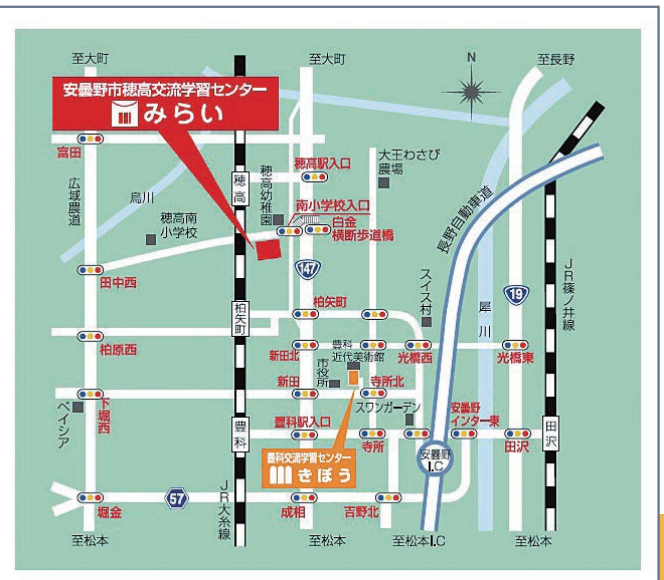 至大町
至大町
N
至長野
安曇野市穂高交流学習センター
みらい
富田
広域農道
烏川
穂高南
小学校
穂高
穂高
幼稚園
穂高駅入口
大王わさび
農場
南小学校入口
白金
横断歩道橋
長野自動車道
147
田中西
スイス村
犀川
19
JR篠ノ井線
柏矢町
柏矢町
柏原西
新田北
豊科
近代美術館
光橋西
光橋東
市役所
新田
寺所北
ベイシア
下堀西
スワンガーデン
安曇野
インター東
豊科
豊科駅入口
寺所
田沢
田沢
豊科交流学習センター
きぼう
安曇野
I.C
57
堀金
JR大糸線
成相
吉野北
至松本
至松本
至松本I.C
至松本